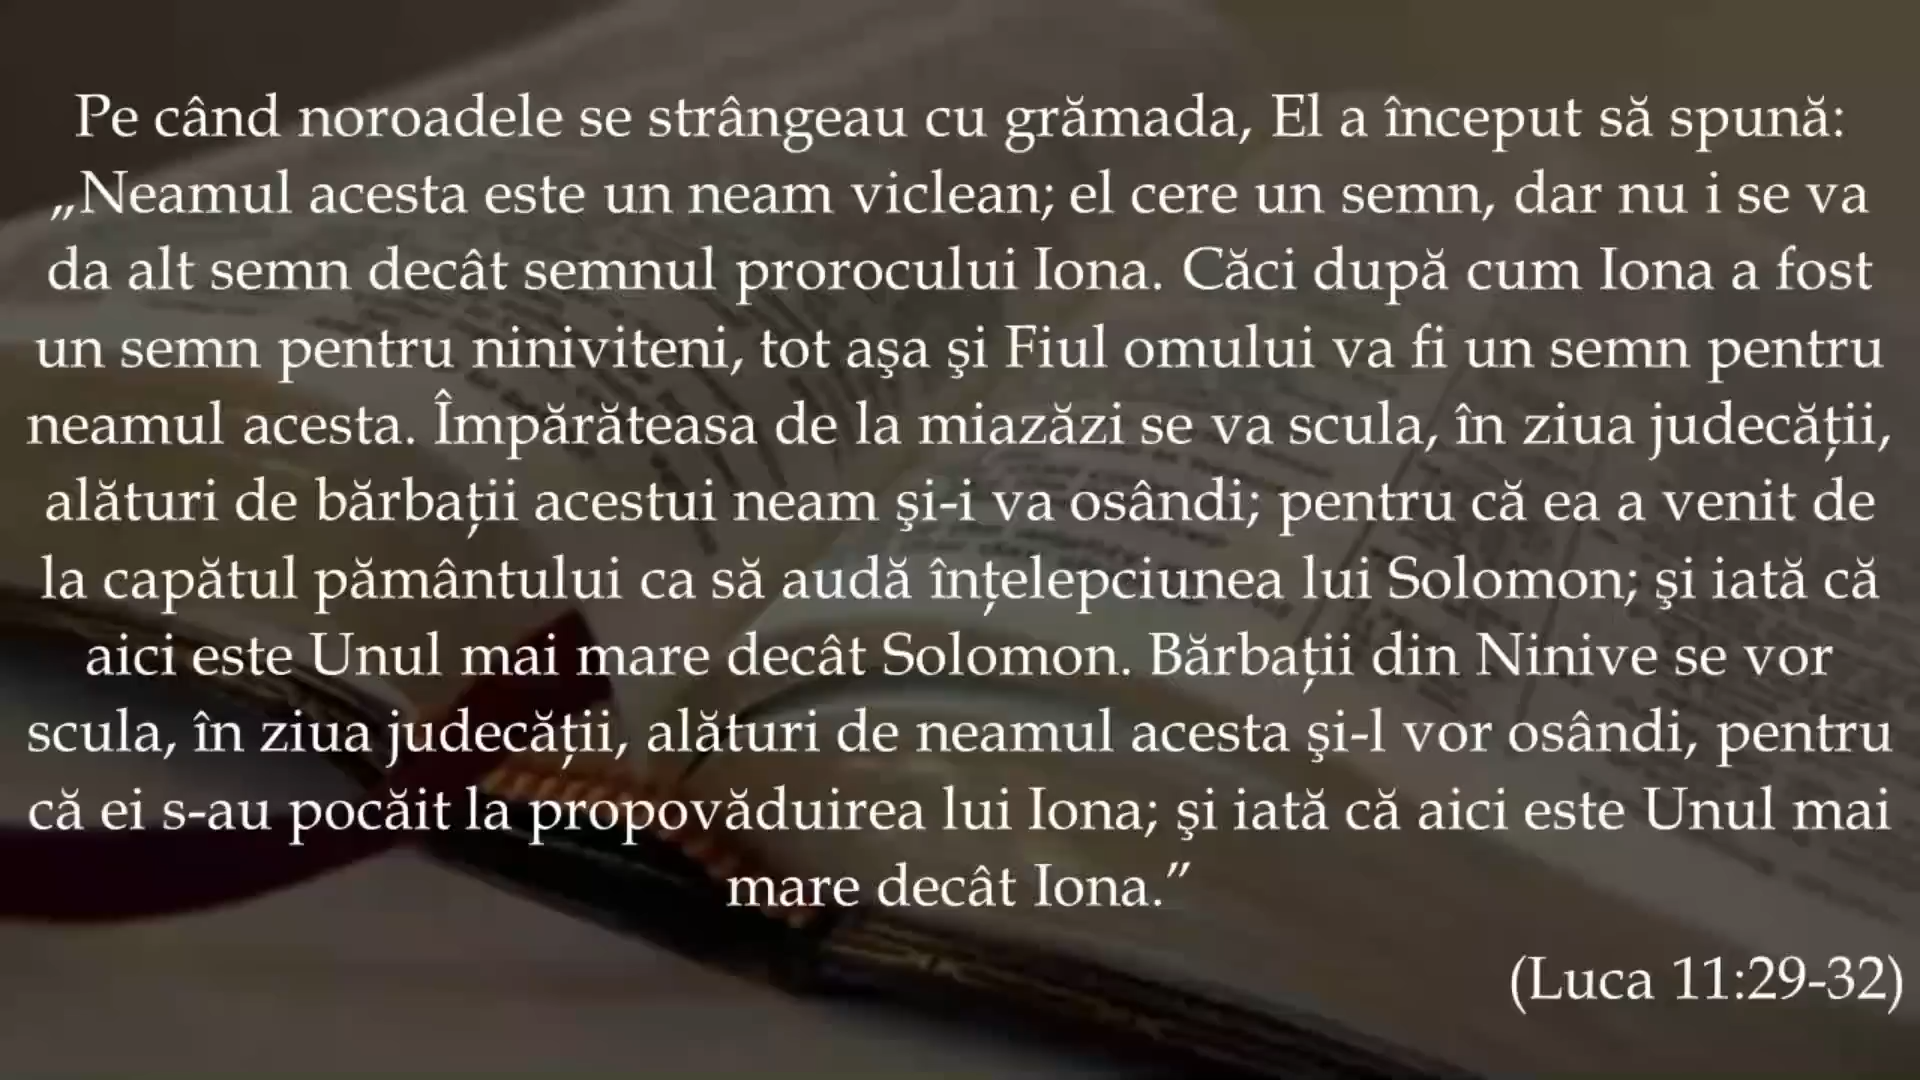 Pe când noroadele se strângeau cu grămada, El a început să spună:
„Neamul acesta este un neam viclean; el cere un semn, dar nu i se va
da alt semn decât semnul prorocului Iona. Căci după cum Iona a fost
un semn pentru niniviteni, tot aşa şi Fiul omului va fi un semn pentru
neamul acesta. Împărăteasa de la miazăzi se va scula, în ziua judecății,
alături de bărbații acestui neam şi-i va osândi; pentru că ea a venit de
la capătul pământului ca să audă înțelepciunea lui Solomon; şi iată că
aici este Unul mai mare decât Solomon. Bărbații din Ninive se vor
scula, în ziua judecății, alături de neamul acesta şi-l vor osândi, pentru
că ei s-au pocăit la propovăduirea lui Iona; şi iată că aici este Unul mai
mare decât Iona.”
(Luca 11:29-32)